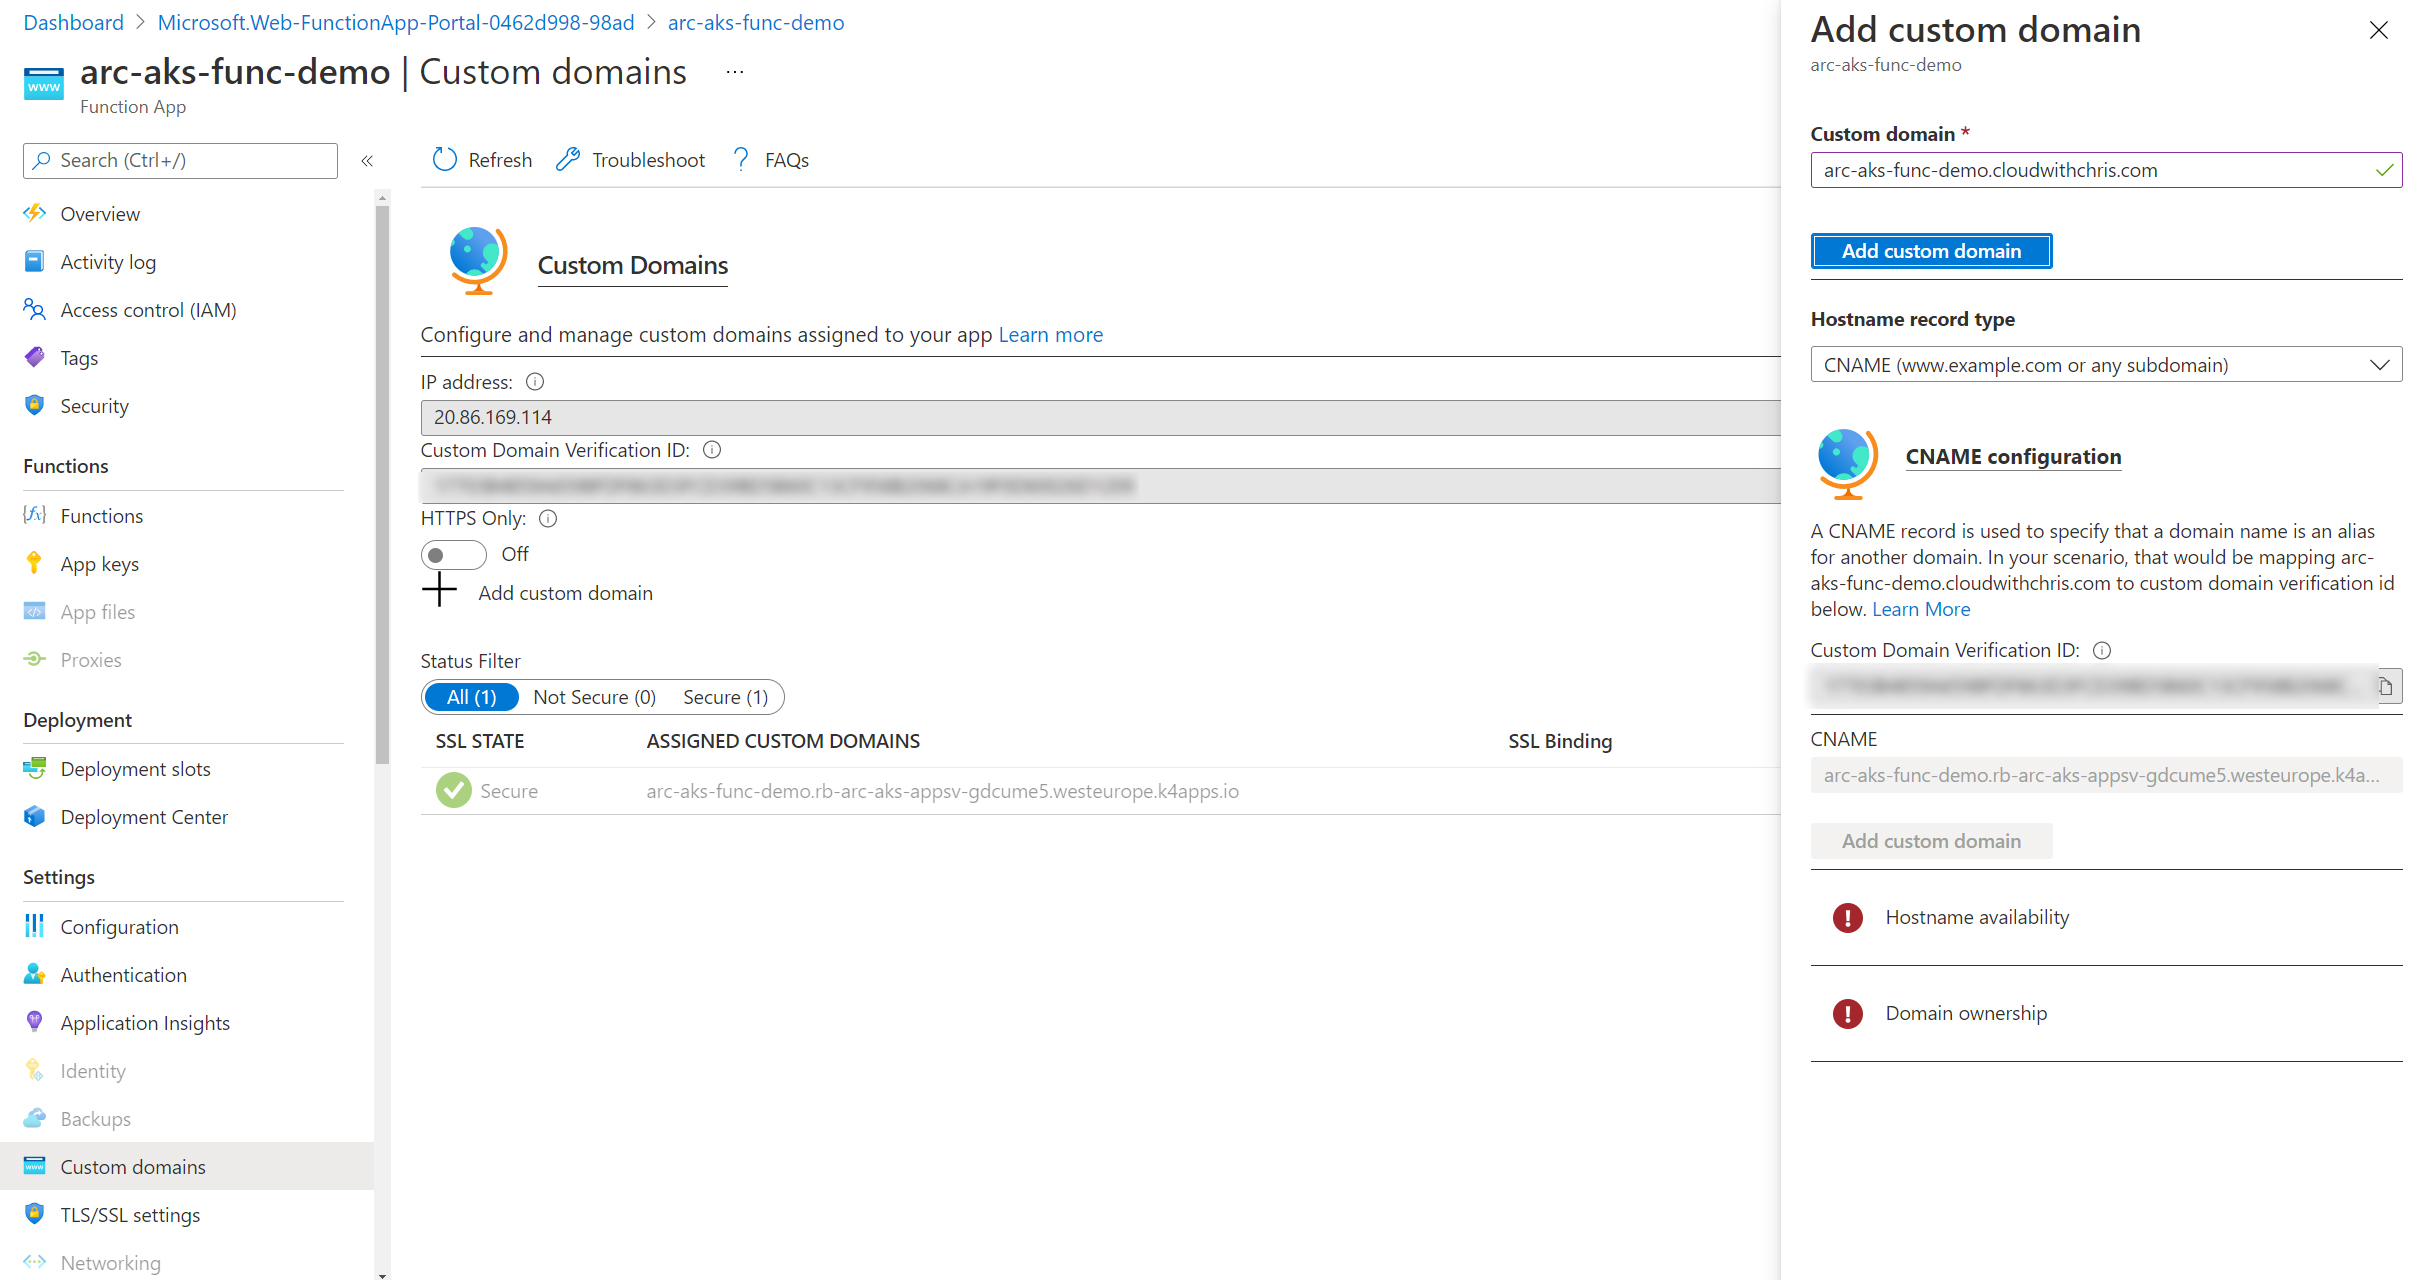 Dashboard > Microsoft.Web-FunctionApp-Portal-0462d998-98ad > arc-aks-func-demo
arc-aks-func-demo | Custom domains ...
Function App
Search (Ctrl+/)
«
Overview
Activity log
Access control (IAM)
Tags
Security
Functions
Functions
App keys
App files
Proxies
Deployment
Deployment slots
Deployment Center
Settings
Configuration
Authentication
Application Insights
Identity
Backups
Custom domains
TLS/SSL settings
Networking
Refresh
Troubleshoot
FAQs
Custom Domains
Configure and manage custom domains assigned to your app Learn more
IP address:
20.86.169.114
Custom Domain Verification ID:
HTTPS Only:
Off
Add custom domain
Status Filter
All (1) Not Secure (0) Secure (1)
SSL STATE ASSIGNED CUSTOM DOMAINS SSL Binding
Secure arc-aks-func-demo.rb-arc-aks-appsv-gdcume5.westeurope.k4apps.io
Add custom domain
arc-aks-func-demo
Custom domain *
arc-aks-func-demo.cloudwithchris.com
Add custom domain
Hostname record type
CNAME (www.example.com or any subdomain)
CNAME configuration
A CNAME record is used to specify that a domain name is an alias
for another domain. In your scenario, that would be mapping arc-
aks-func-demo.cloudwithchris.com to custom domain verification id
below. Learn More
Custom Domain Verification ID:
CNAME
arc-aks-func-demo.rb-arc-aks-appsv-gdcume5.westeurope.k4a...
Add custom domain
Hostname availability
Domain ownership